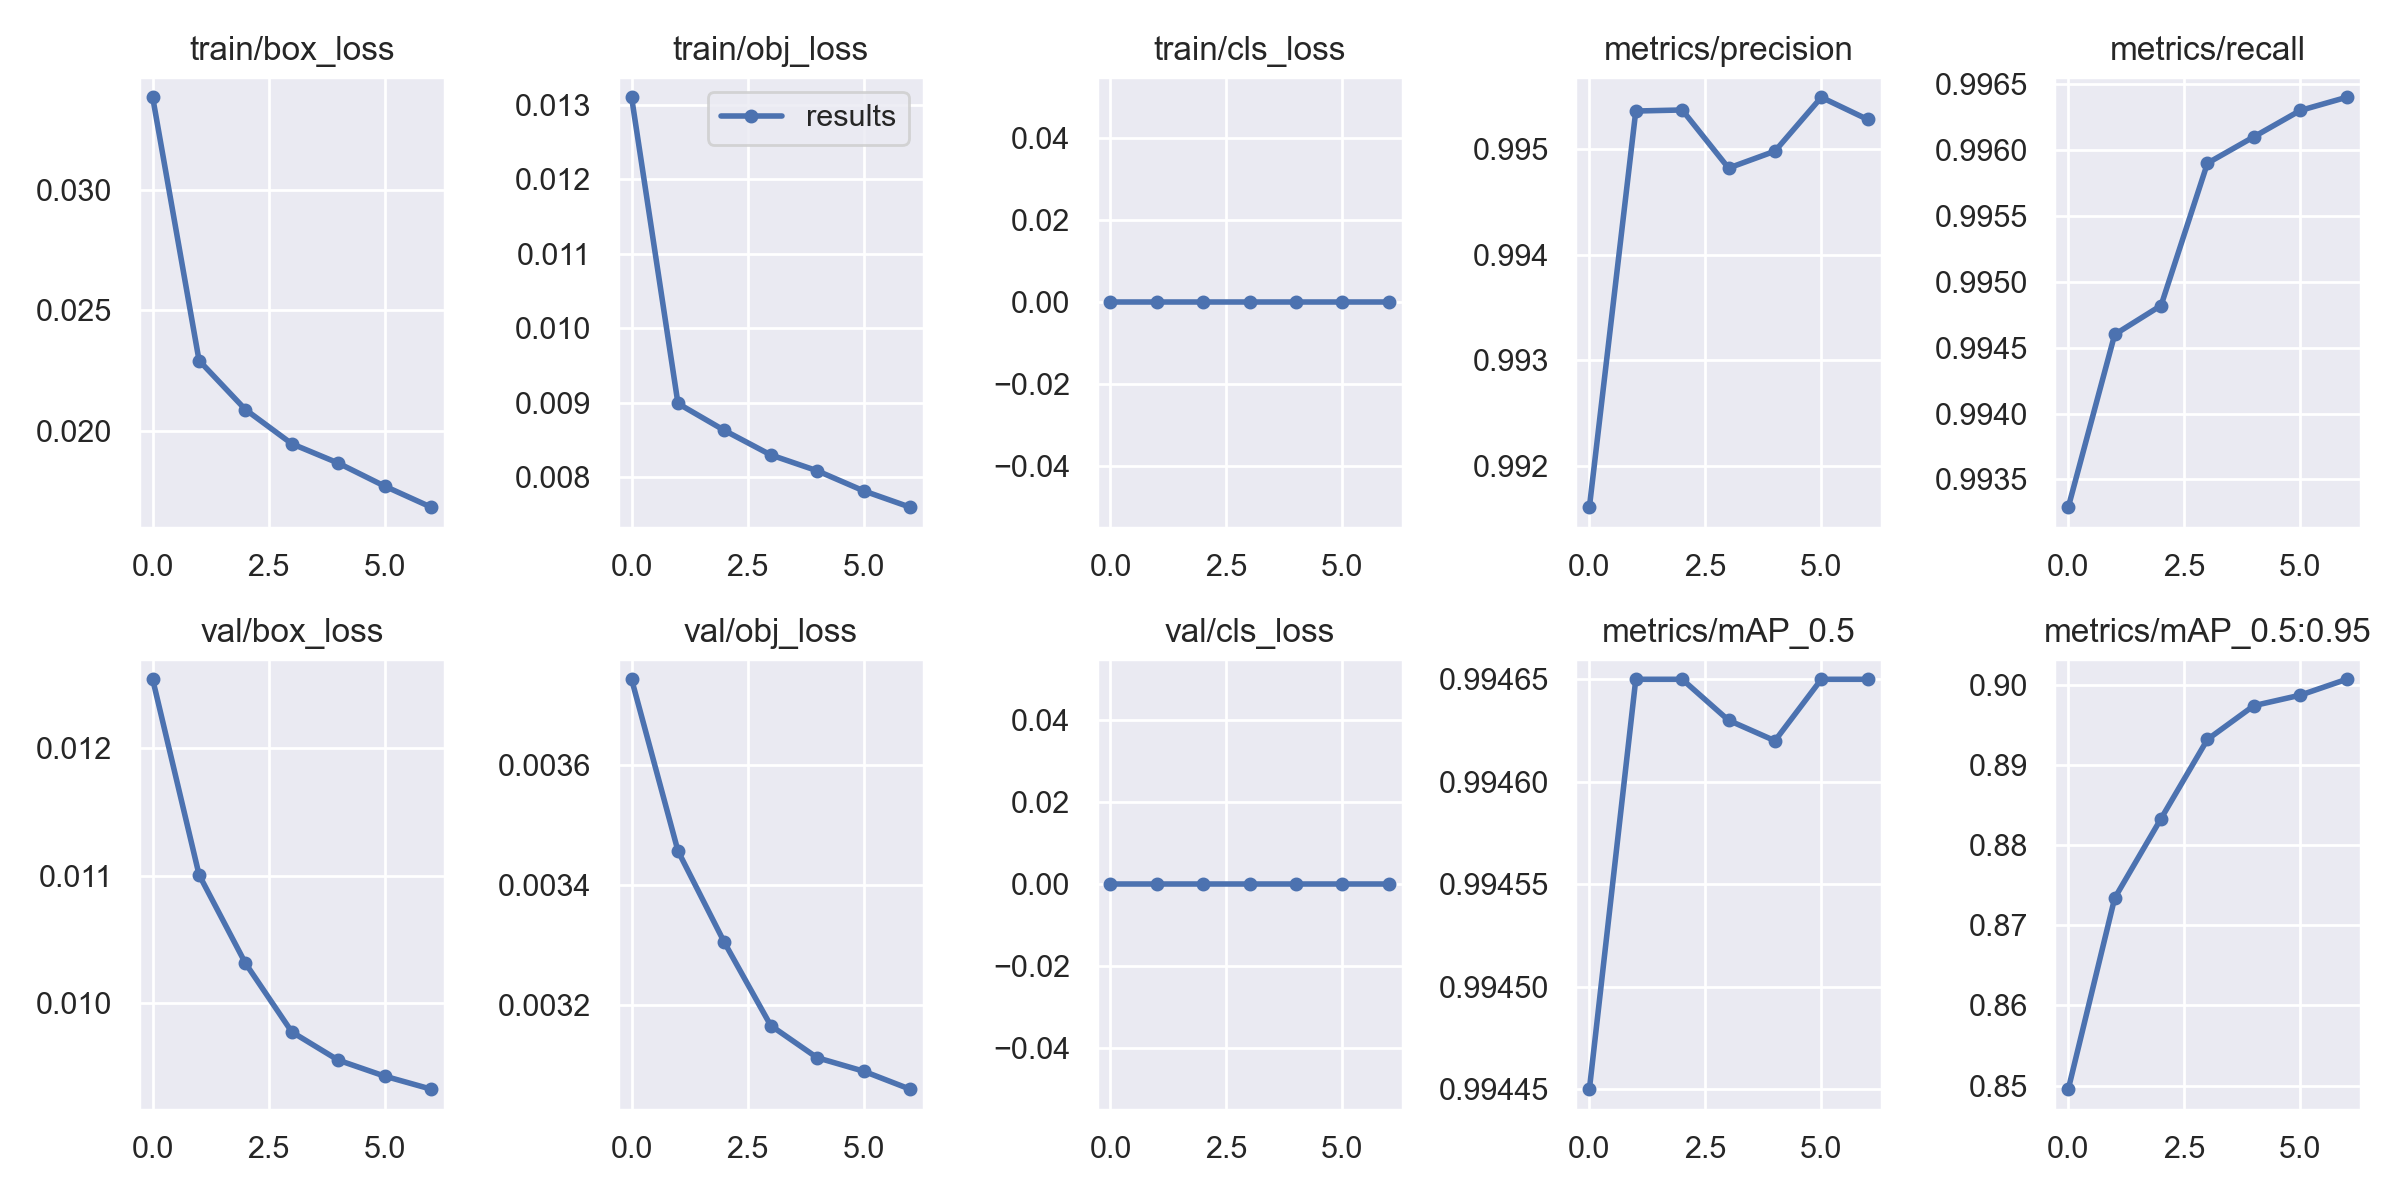 train/box_loss
train/obj_loss
train/cls_loss
metrics/precision
metrics/recall
0.030
0.025
0.020
0.0 2.5 5.0
0.013
0.012
0.011
0.010
0.009
0.008
results
0.0 2.5 5.0
0.04
0.02
0.00
−0.02
−0.04
0.0 2.5 5.0
0.995
0.994
0.993
0.992
0.0 2.5 5.0
0.9965
0.9960
0.9955
0.9950
0.9945
0.9940
0.9935
0.0 2.5 5.0
val/box_loss
val/obj_loss
val/cls_loss
metrics/mAP_0.5
metrics/mAP_0.5:0.95
0.012
0.011
0.010
0.0 2.5 5.0
0.0036
0.0034
0.0032
0.0 2.5 5.0
0.04
0.02
0.00
−0.02
−0.04
0.0 2.5 5.0
0.99465
0.99460
0.99455
0.99450
0.99445
0.0 2.5 5.0
0.90
0.89
0.88
0.87
0.86
0.85
0.0 2.5 5.0